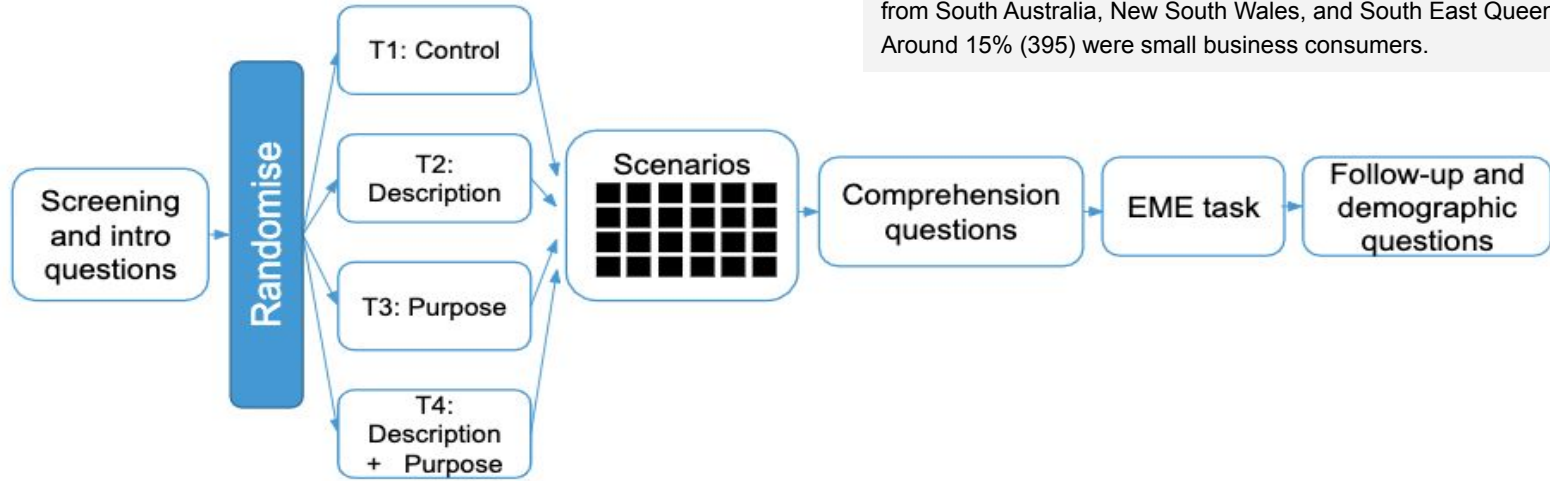 from South Australia, New South Wales, and South East
Around 15% (395) were small business consumers.
Screening
and intro
questions
Randomise
T1: Control
T2:
Description
T3: Purpose
T4:
Description
+ Purpose
Scenarios
Comprehension
questions
EME task
Follow-up and
demographic
questions